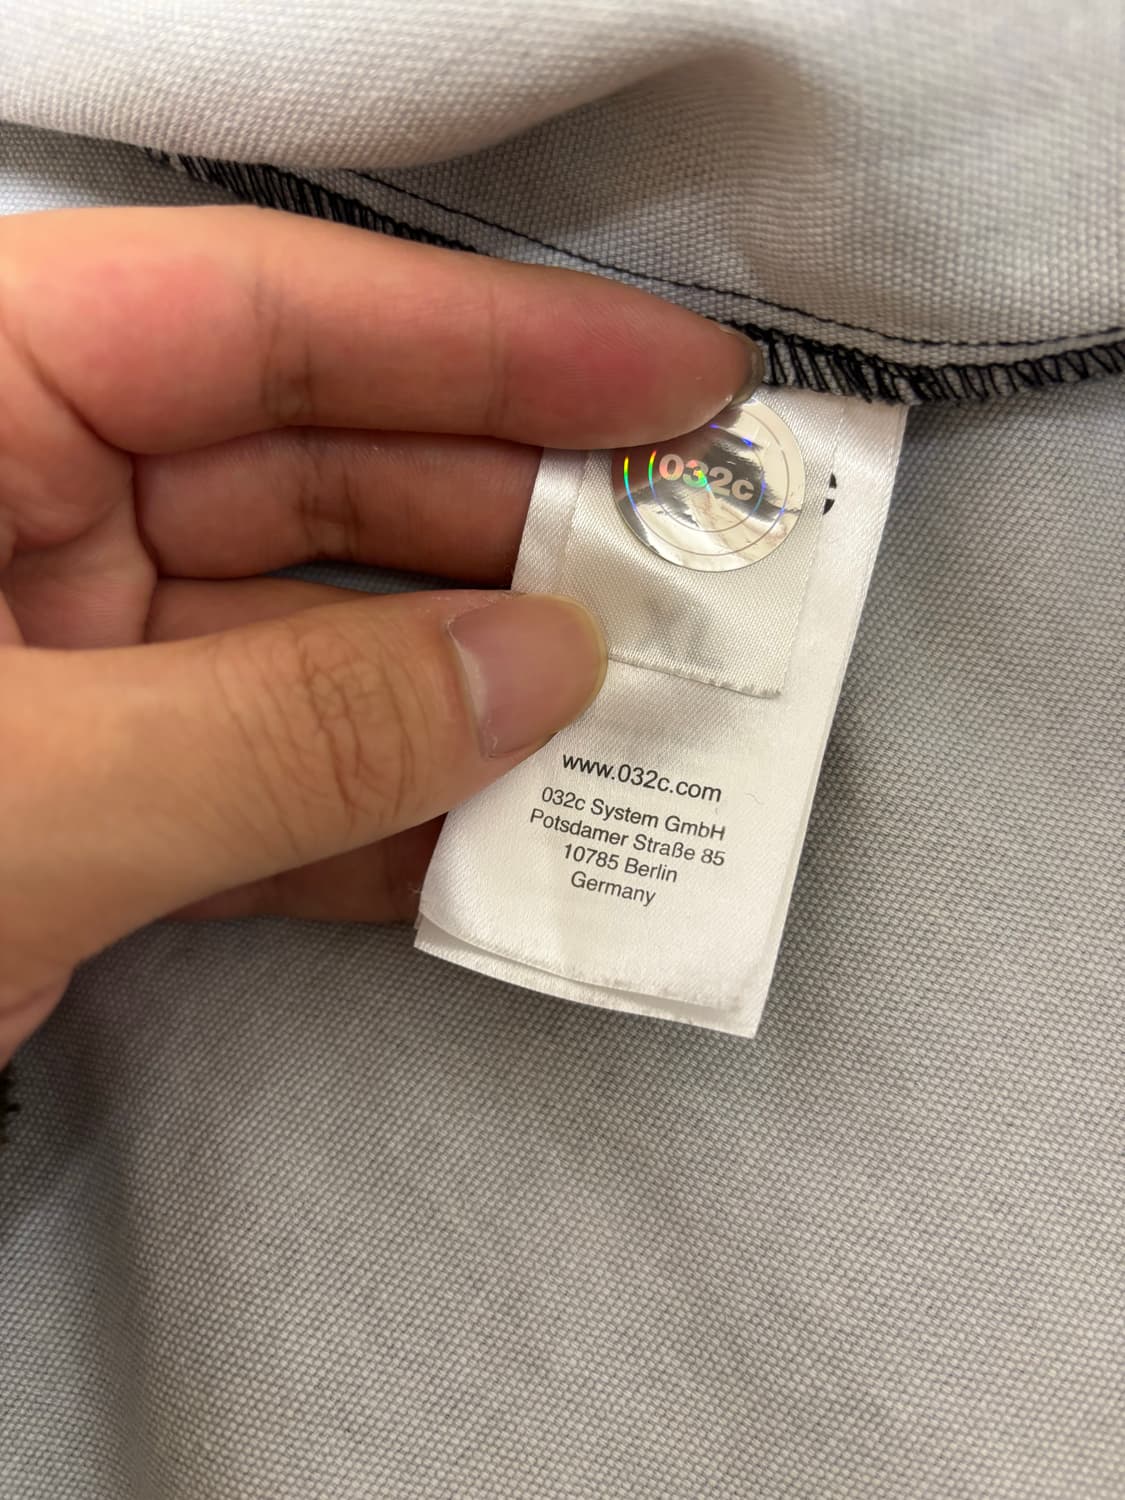 032c
www.032c.com
032c System GmbH
Potsdamer Straße 85
10785 Berlin
Germany